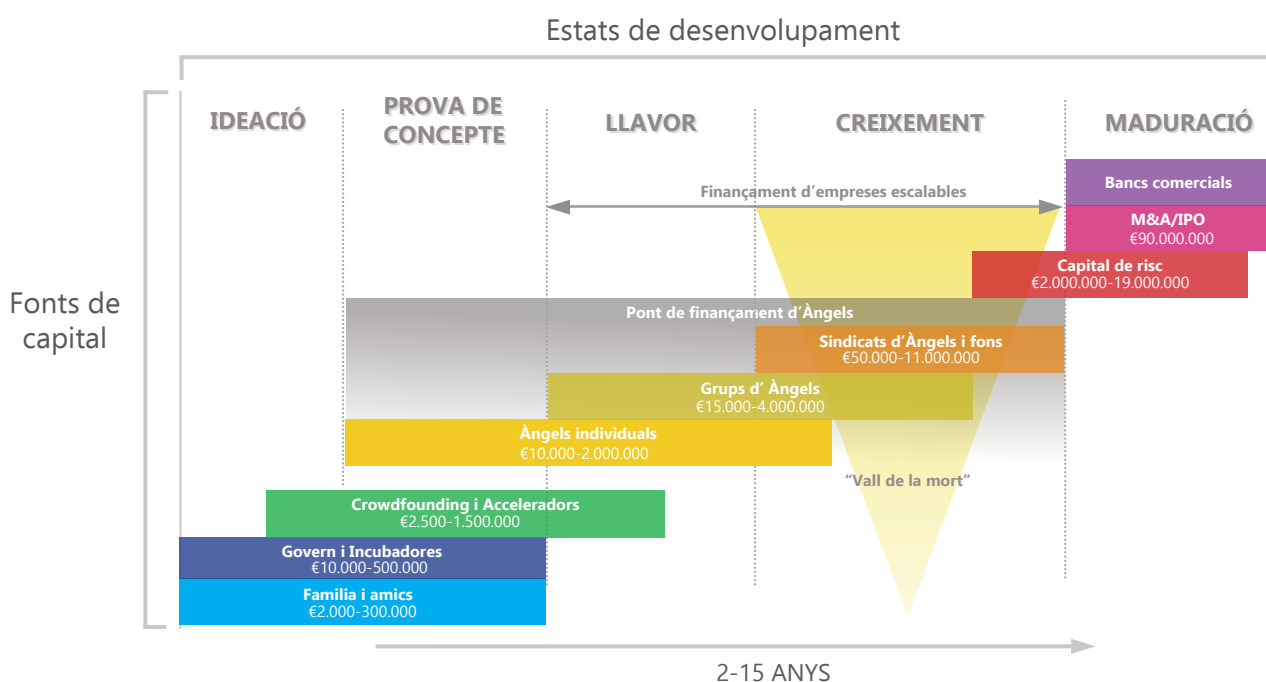 Estats de desenvolupament
IDEACIÓ
PROVA DE
CONCEPTE
LLAVOR
CREIXEMENT
MADURACIÓ
Fonts de
capital
Finançament d’empreses escalables
Bancs comercials
M&A/IPO
€90.000.000
Capital de risc
€2.000.000-19.000.000
Pont de finançament d’Àngels
Sindicats d’Àngels i fons
€50.000-11.000.000
Grups d’ Àngels
€15.000-4.000.000
Àngels individuals
€10.000-2.000.000
“Vall de la mort”
Crowdfounding i Acceleradors
€2.500-1.500.000
Govern i Incubadores
€10.000-500.000
Familia i amics
€2.000-300.000
2-15 ANYS